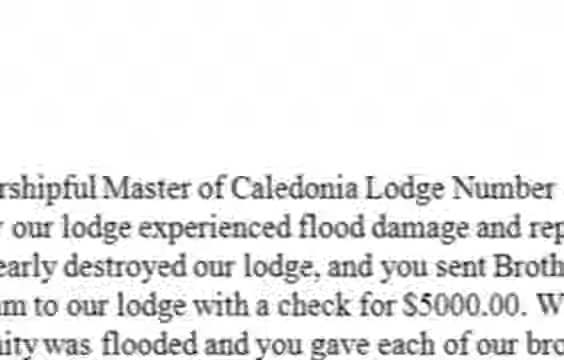 rshipful Master of Caledonia Lodge Number
our lodge experienced flood damage and rep
early destroyed our lodge, and you sent Broth
am to our lodge with a check for $5000.00. W
nity was flooded and you gave each of our bro